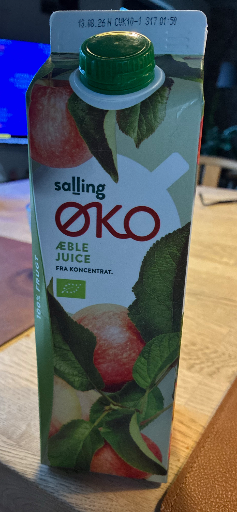 salling
ØKO
ÆBLE
JUICE
FRA KONCENTRAT.
100% FRUGT